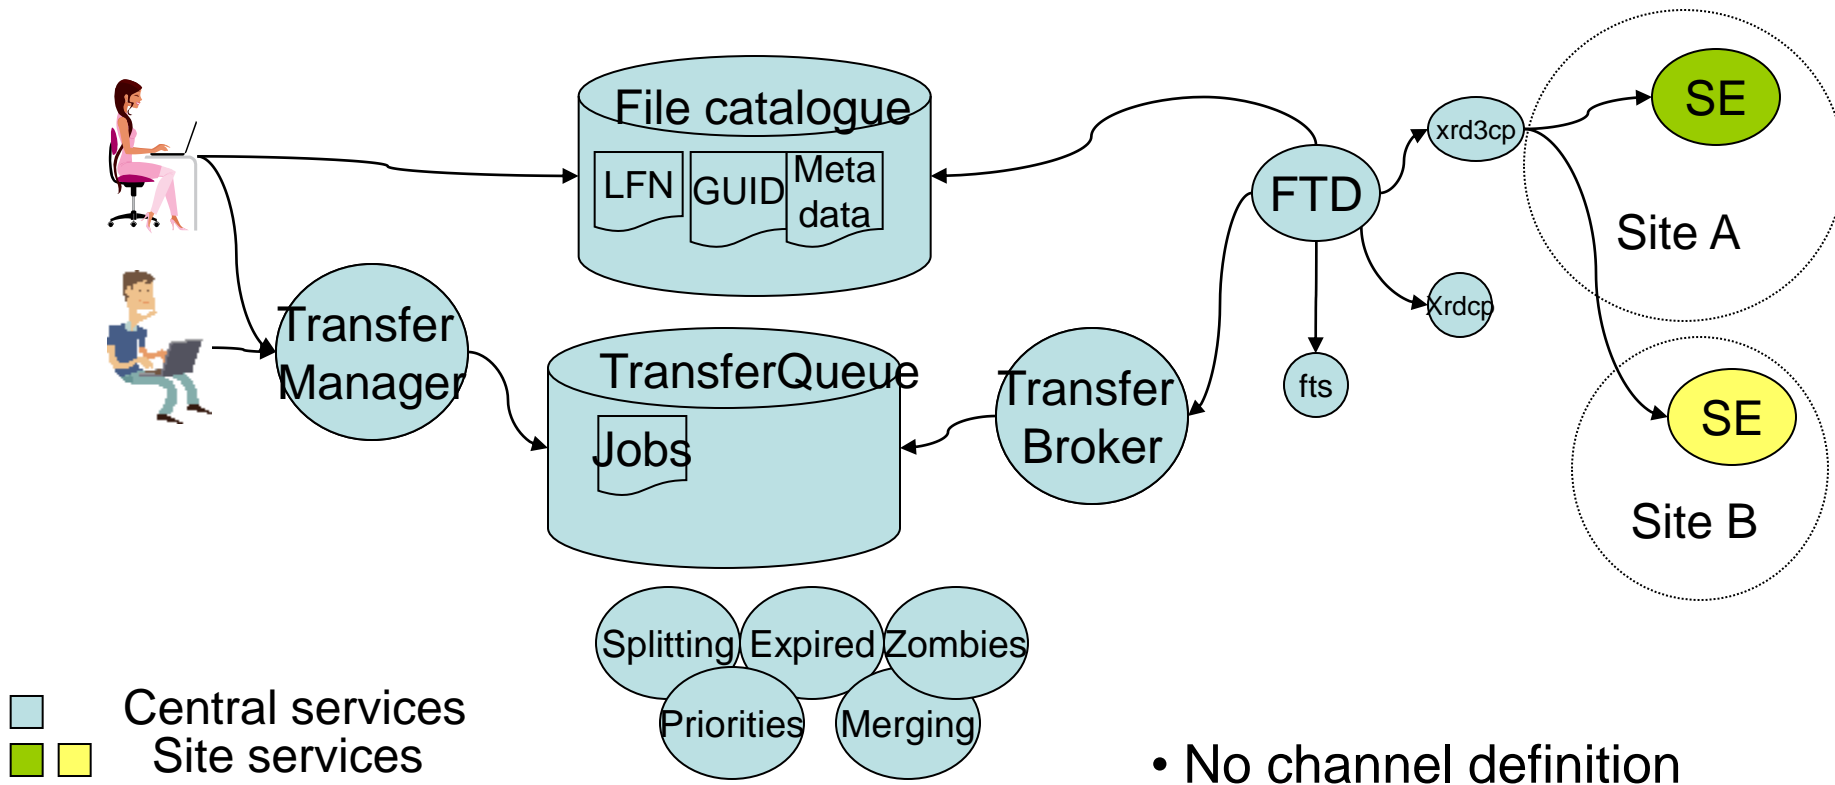 File catalogue
LFN
GUID
Meta
data
FTD
xrd3cp
SE
Site A
Xrdcp
fts
Transfer
Manager
TransferQueue
Jobs
Transfer
Broker
SE
Site B
Splitting
Expired
Zombies
Priorities
Merging
Central services
Site services
• No channel definition